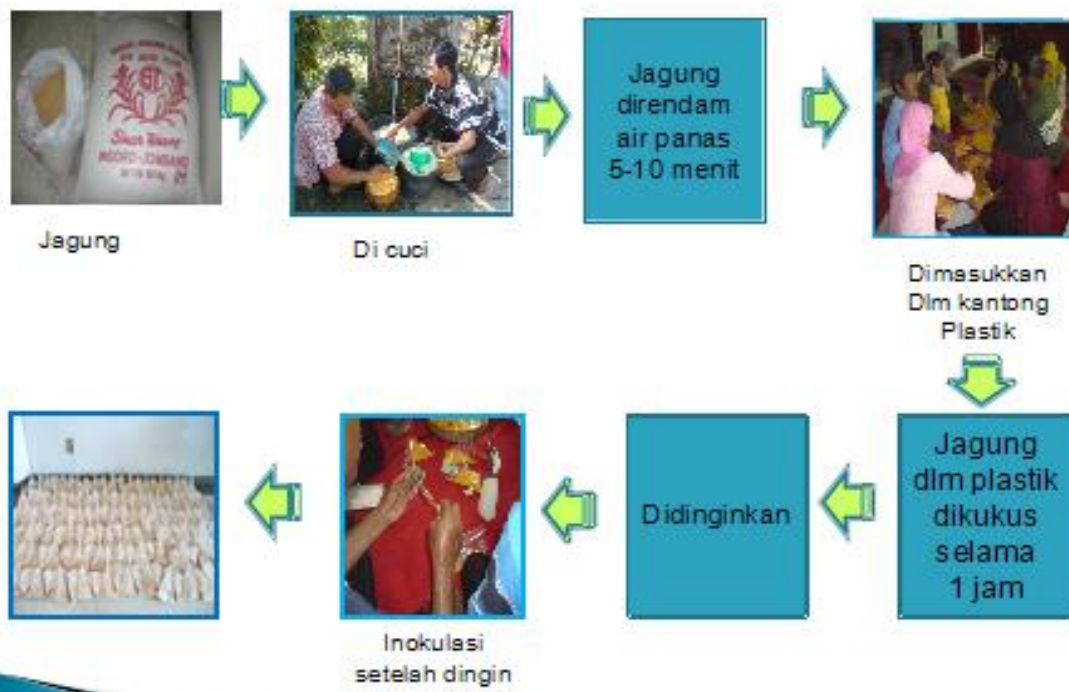 Jagung
Di cuci
Jagung
direndam
air panas
5-10 menit
Dimasukkan
Dlm kantong
Plastik
Jagung
dlm plastik
dikukus
selama
1 jam
Didinginkan
Inokulasi
setelah dingin